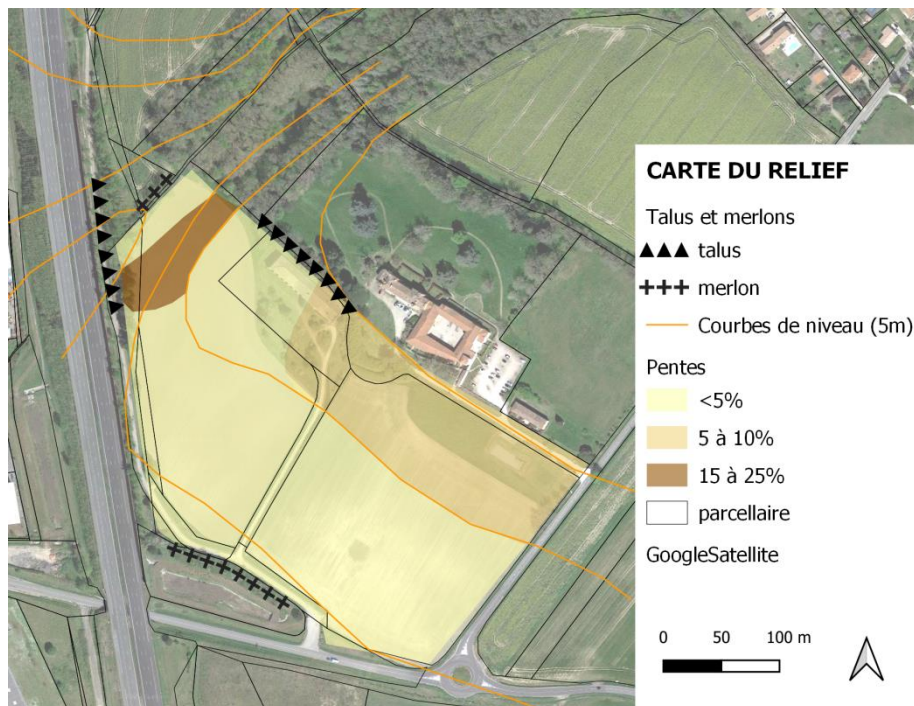 CARTE DU RELIEF
Talus et merlons
talus
merlon
Courbes de niveau (5m)
Pentes
<5%
5 à 10%
15 à 25%
parcellaire
GoogleSatellite
0 50 100 m